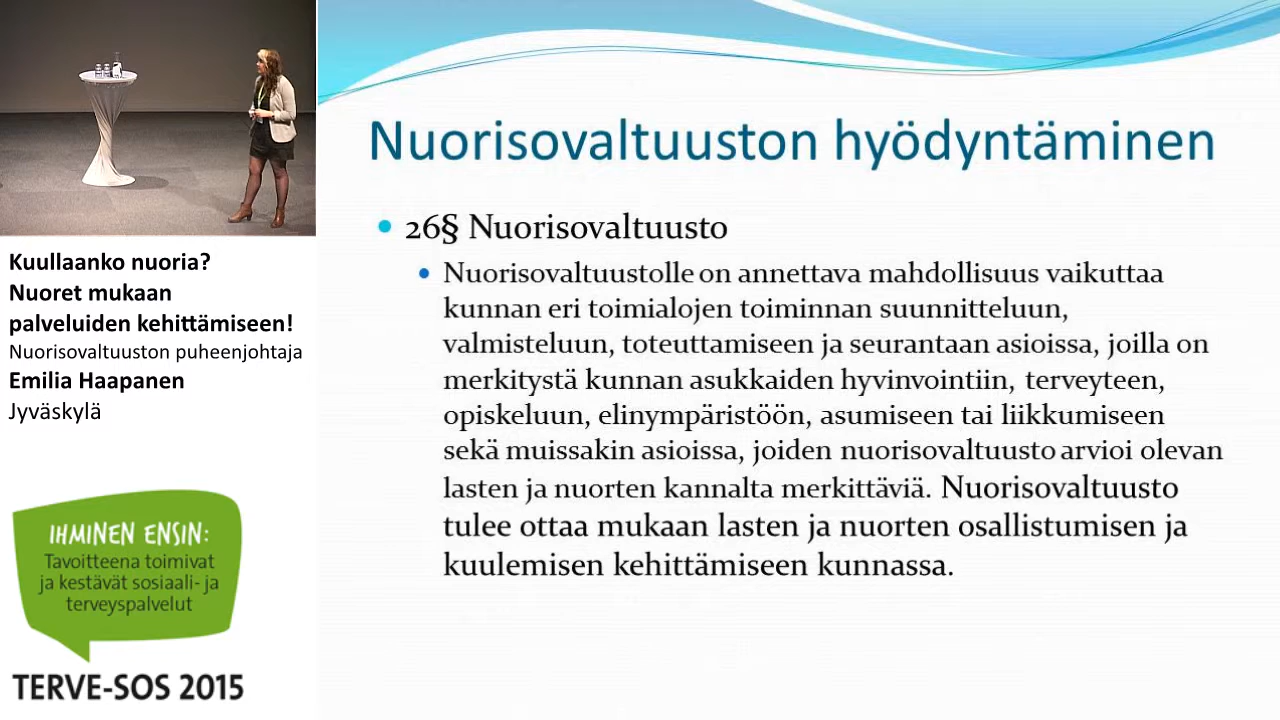 Kuullaanko nuoria?
Nuoret mukaan
palveluiden kehittämiseen!
Nuorisovaltuuston puheenjohtaja
Emilia Haapanen
Jyväskylä
IHMINEN ENSIN:
Tavoitteena toimivat
ja kestävät sosiaali- ja
terveyspalvelut
TERVE-SOS 2015
Nuorisovaltuuston hyödyntäminen
26§ Nuorisovaltuusto
Nuorisovaltuustolle on annettava mahdollisuus vaikuttaa
kunnan eri toimialojen toiminnan suunnitteluun,
valmisteluun, toteuttamiseen ja seurantaan asioissa, joilla on
merkitystä kunnan asukkaiden hyvinvointiin, terveyteen,
opiskeluun, elinympäristöön, asumiseen tai liikkumiseen
sekä muissakin asioissa, joiden nuorisovaltuusto arvioi olevan
lasten ja nuorten kannalta merkittäviä. Nuorisovaltuusto
tulee ottaa mukaan lasten ja nuorten osallistumisen ja
kuulemisen kehittämiseen kunnassa.